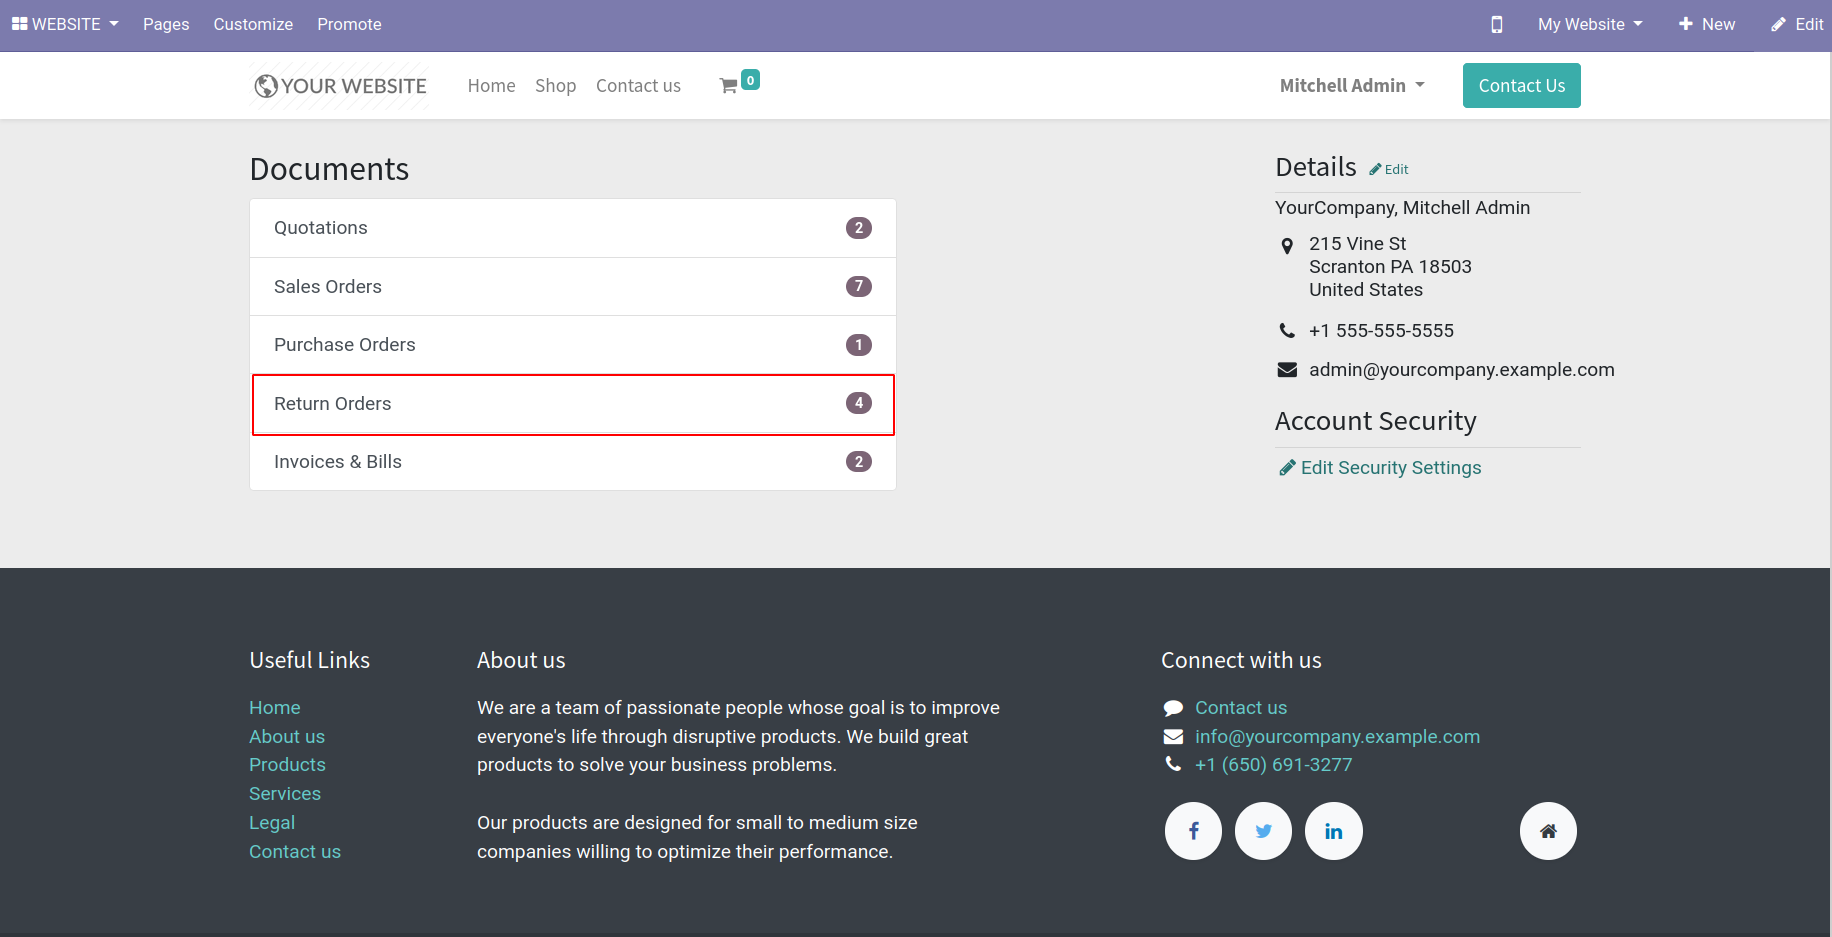 WEBSITE Pages Customize Promote My Website New Edit
YOUR WEBSITE Home Shop Contact us 0 Mitchell Admin Contact Us
Documents
Quotations 2
Sales Orders 7
Purchase Orders 1
Return Orders 4
Invoices & Bills 2
Details Edit
YourCompany, Mitchell Admin
215 Vine St
Scranton PA 18503
United States
+1 555-555-5555
admin@yourcompany.example.com
Account Security
Edit Security Settings
Useful Links
Home
About us
Products
Services
Legal
Contact us
About us
We are a team of passionate people whose goal is to improve
everyone's life through disruptive products. We build great
products to solve your business problems.
Our products are designed for small to medium size
companies willing to optimize their performance.
Connect with us
Contact us
info@yourcompany.example.com
+1 (650) 691-3277